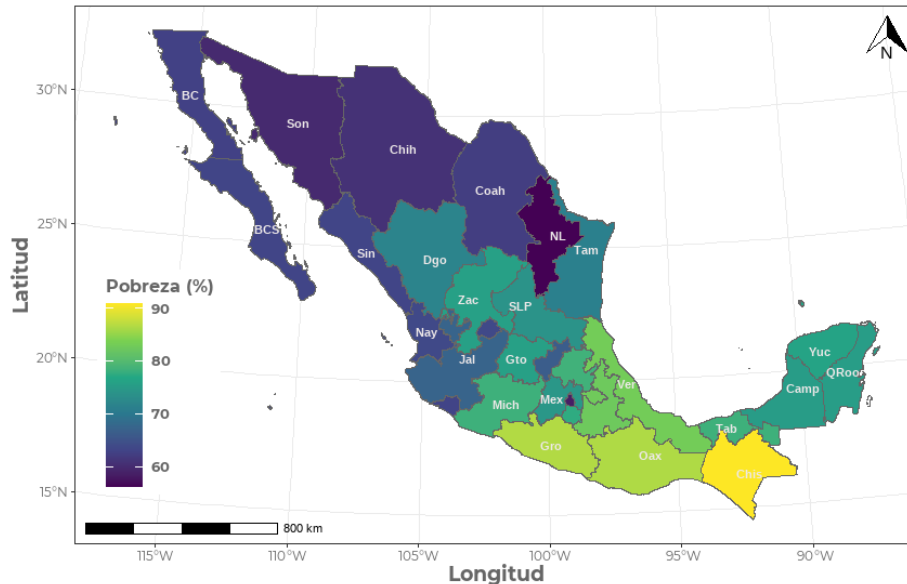 N
30°N
25°N
20°N
15°N
Latitud
BC
Son
Chih
Coah
BCS
Sin
NL
Tam
Dgo
Zac
SLP
Nay
Jal
Gto
Ver
Yuc
QRoo
Camp
Mich
Mex
Tab
Gro
Oax
Chis
Pobreza (%)
90
80
70
60
800 km
115°W
110°W
105°W
100°W
95°W
90°W
Longitud